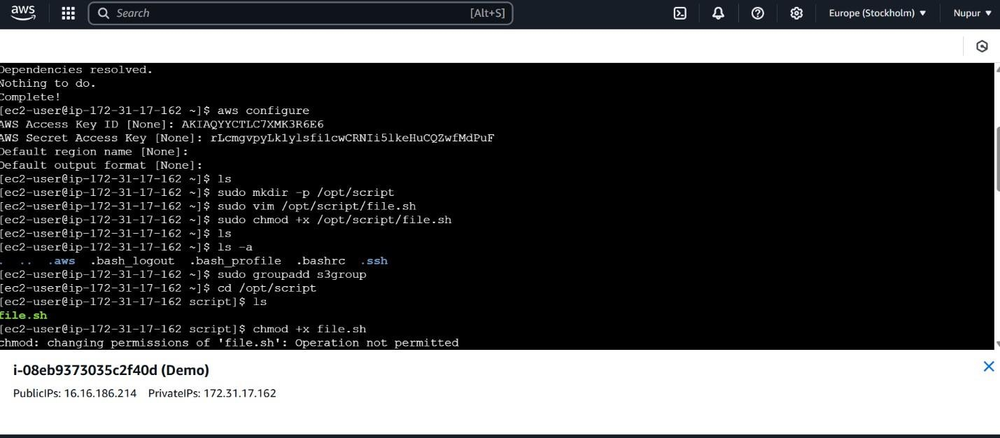 aws
Search [Alt+S] Europe (Stockholm) Nupur
Dependencies resolved.
Nothing to do.
Complete!
[ec2-user@ip-172-31-17-162 ~]$ aws configure
AWS Access Key ID [None]: AKIAQYYCTLC7XMK3R6E6
AWS Secret Access Key [None]:
Default region name [None]:
Default output format [None]:
[ec2-user@ip-172-31-17-162 ~]$ ls
[ec2-user@ip-172-31-17-162 ~]$ sudo mkdir -p /opt/script
[ec2-user@ip-172-31-17-162 ~]$ sudo vim /opt/script/file.sh
[ec2-user@ip-172-31-17-162 ~]$ sudo chmod +x /opt/script/file.sh
[ec2-user@ip-172-31-17-162 ~]$ ls
[ec2-user@ip-172-31-17-162 ~]$ ls -a
. .. .aws .bash_logout .bash_profile .bashrc .ssh
[ec2-user@ip-172-31-17-162 ~]$ sudo groupadd s3group
[ec2-user@ip-172-31-17-162 ~]$ cd /opt/script
[ec2-user@ip-172-31-17-162 script]$ ls
file.sh
[ec2-user@ip-172-31-17-162 script]$ chmod +x file.sh
chmod: changing permissions of 'file.sh': Operation not permitted
i-08eb9373035c2f40d (Demo)
PublicIPs: 16.16.186.214 PrivateIPs: 172.31.17.162